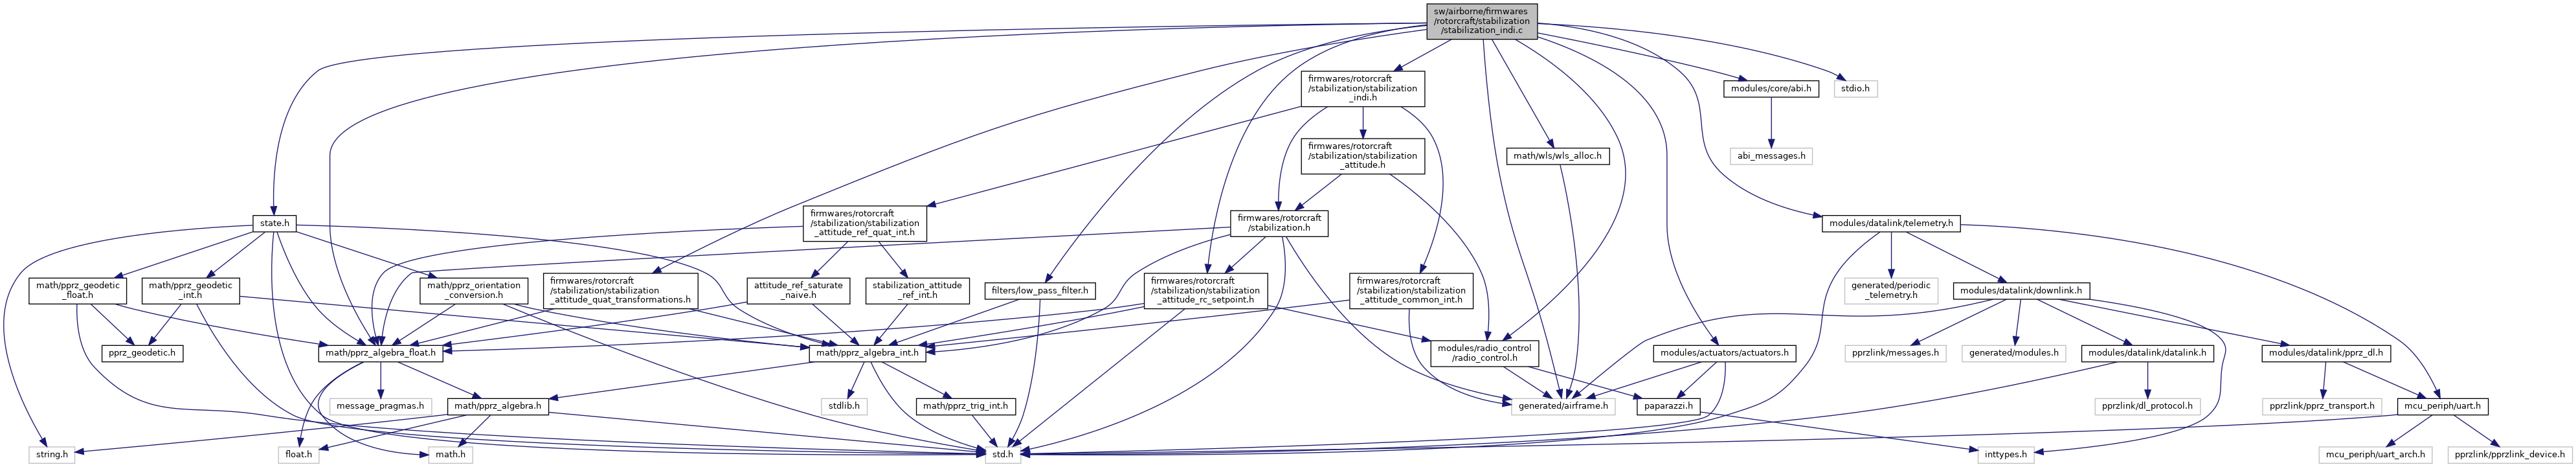 sw/airborne/firmwares
/rotorcraft/stabilization
/stabilization_indi.c
firmwares/rotorcraft
/stabilization/stabilization
_indi.h
modules/core/abi.h
stdio.h
firmwares/rotorcraft
/stabilization/stabilization
_attitude.h
math/wls/wls_alloc.h
abi_messages.h
state.h
firmwares/rotorcraft
/stabilization/stabilization
_attitude_ref_quat_int.h
firmwares/rotorcraft
/stabilization.h
modules/datalink/telemetry.h
math/pprz_geodetic
_float.h
math/pprz_geodetic
_int.h
math/pprz_orientation
_conversion.h
firmwares/rotorcraft
/stabilization/stabilization
_attitude_quat_transformations.h
attitude_ref_saturate
_naive.h
stabilization_attitude
_ref_int.h
filters/low_pass_filter.h
firmwares/rotorcraft
/stabilization/stabilization
_attitude_rc_setpoint.h
firmwares/rotorcraft
/stabilization/stabilization
_attitude_common_int.h
generated/periodic
_telemetry.h
modules/datalink/downlink.h
pprz_geodetic.h
math/pprz_algebra_float.h
math/pprz_algebra_int.h
modules/radio_control
/radio_control.h
modules/actuators/actuators.h
pprzlink/messages.h
generated/modules.h
modules/datalink/datalink.h
modules/datalink/pprz_dl.h
message_pragmas.h
math/pprz_algebra.h
stdlib.h
math/pprz_trig_int.h
generated/airframe.h
paparazzi.h
pprzlink/dl_protocol.h
pprzlink/pprz_transport.h
mcu_periph/uart.h
string.h
float.h
math.h
std.h
inttypes.h
mcu_periph/uart_arch.h
pprzlink/pprzlink_device.h